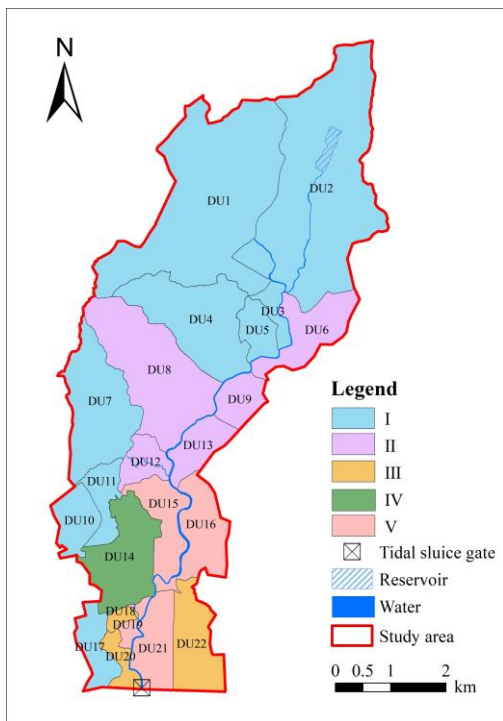 N
DU2
DU1
DU3
DU4
DU5
DU6
DU8
DU7
DU9
DU13
DU12
DU11
DU15
DU10
DU16
DU14
DU18
DU19
DU17
DU22
DU21
DU20
Legend
I
II
III
IV
V
Tidal sluice gate
Reservoir
Water
Study area
0 0.5 1 2
km